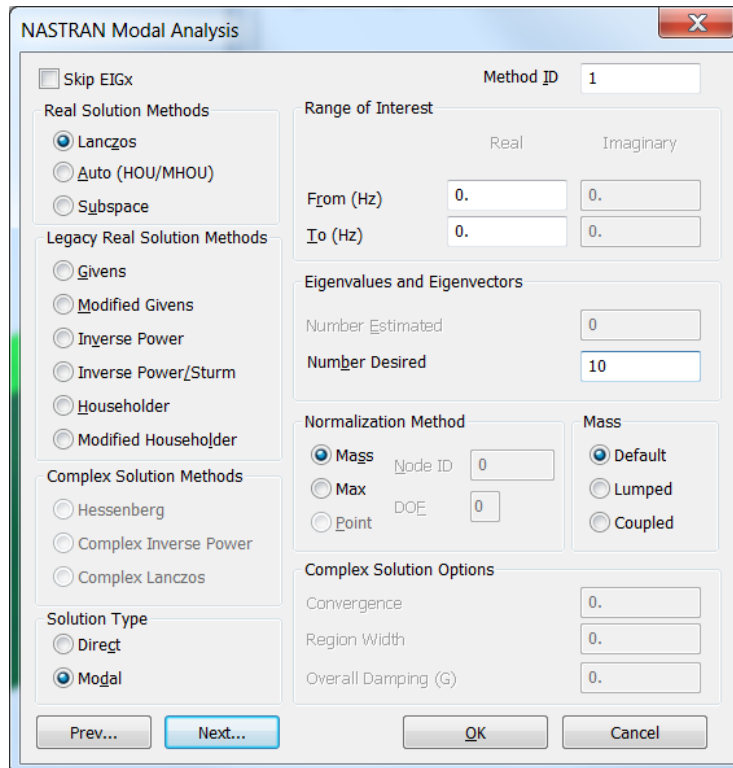 NASTRAN Modal Analysis
Skip EIGx
Method ID 1
Real Solution Methods
Lanczos
Auto (HOU/MHOU)
Subspace
Legacy Real Solution Methods
Givens
Modified Givens
Inverse Power
Inverse Power/Sturm
Householder
Modified Householder
Complex Solution Methods
Hessenberg
Complex Inverse Power
Complex Lanczos
Solution Type
Direct
Modal
Range of Interest
Real Imaginary
From (Hz) 0. 0.
To (Hz) 0. 0.
Eigenvalues and Eigenvectors
Number Estimated 0
Number Desired 10
Normalization Method
Mass
Max
Point
Node ID 0
DOF 0
Mass
Default
Lumped
Coupled
Complex Solution Options
Convergence 0.
Region Width 0.
Overall Damping (G) 0.
Prev... Next... OK Cancel